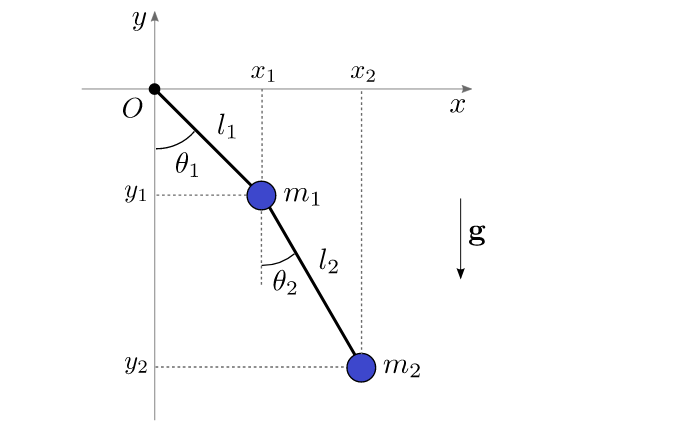 y
x₁ x₂
O x
l₁
θ₁
y₁ m₁
g
l₂
θ₂
y₂ m₂